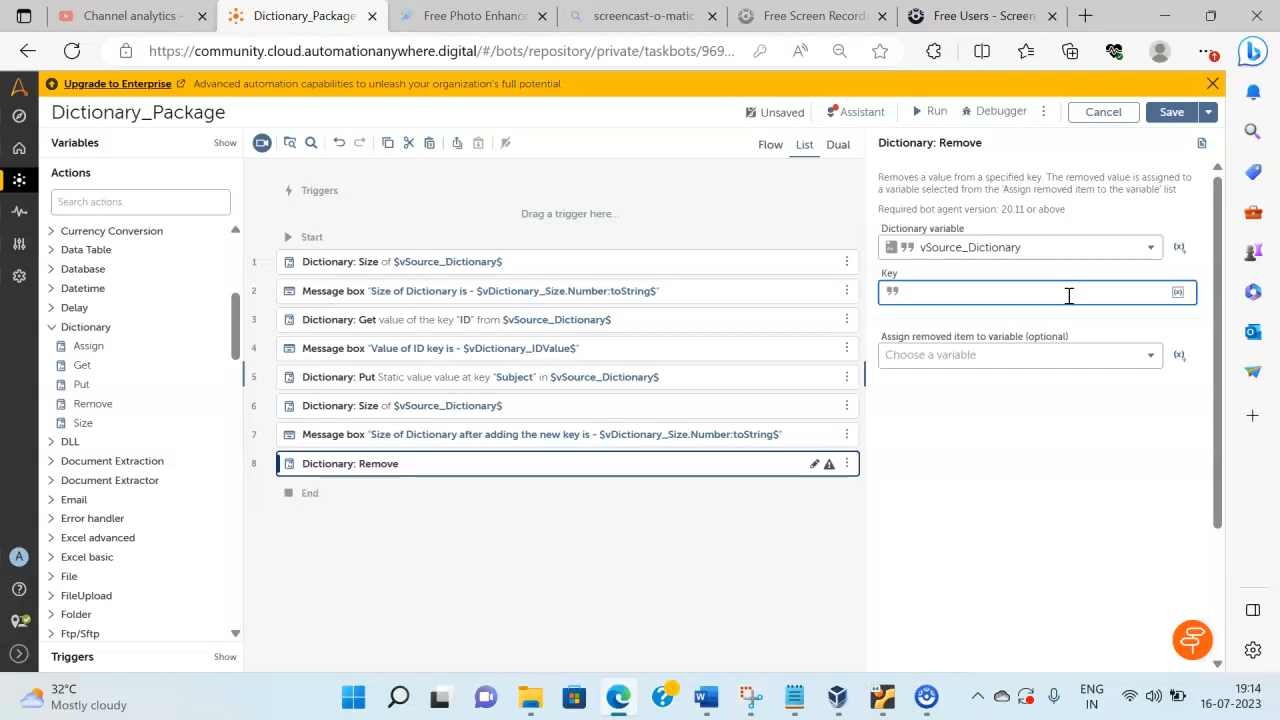 Dictionary_Package
Free Photo Enhance
screencast-o-matic
Free Screen Recorde
Screen Recorder | S
https://community.cloud.automationanywhere.digital/#/bots/repository/private/taskbots/969...
Upgrade to Enterprise
Advanced automation capabilities to unleash your organization's full potential.
Dictionary_Package
Unsaved
Assistant
Run
Debugger
Cancel
Save
Variables
Show
Flow
List
Dual
Dictionary: Remove
Actions
Search actions
Currency Conversion
Data Table
Database
Datetime
Delay
Dictionary
Assign
Get
Put
Remove
Size
DLL
Document Extraction
Document Extractor
Email
Error handler
Excel advanced
Excel basic
File
FileUpload
Folder
Ftp/Sftp
Triggers
Show
Triggers
Drag a trigger here...
Start
1 Dictionary: Size of $vSource_Dictionary$
2 Message box "Size of Dictionary is - $vDictionary_Size.Number:toString$"
3 Dictionary: Get value of the key "ID" from $vSource_Dictionary$
4 Message box "Value of ID key is - $vDictionary_IDValue$"
5 Dictionary: Put Static value value at key "Subject" in $vSource_Dictionary$
6 Dictionary: Size of $vSource_Dictionary$
7 Message box "Size of Dictionary after adding the new key is - $vDictionary_Size.Number:toString$"
8 Dictionary: Remove
End
Removes a value from a specified key. The removed value is assigned to
a variable selected from the 'Assign removed item to the variable' list
Required bot agent version: 20.11 or above
Dictionary variable
vSource_Dictionary
Key
Assign removed item to variable (optional)
Choose a variable
32°C
Mostly cloudy
ENG
IN
19:14
16-07-2023